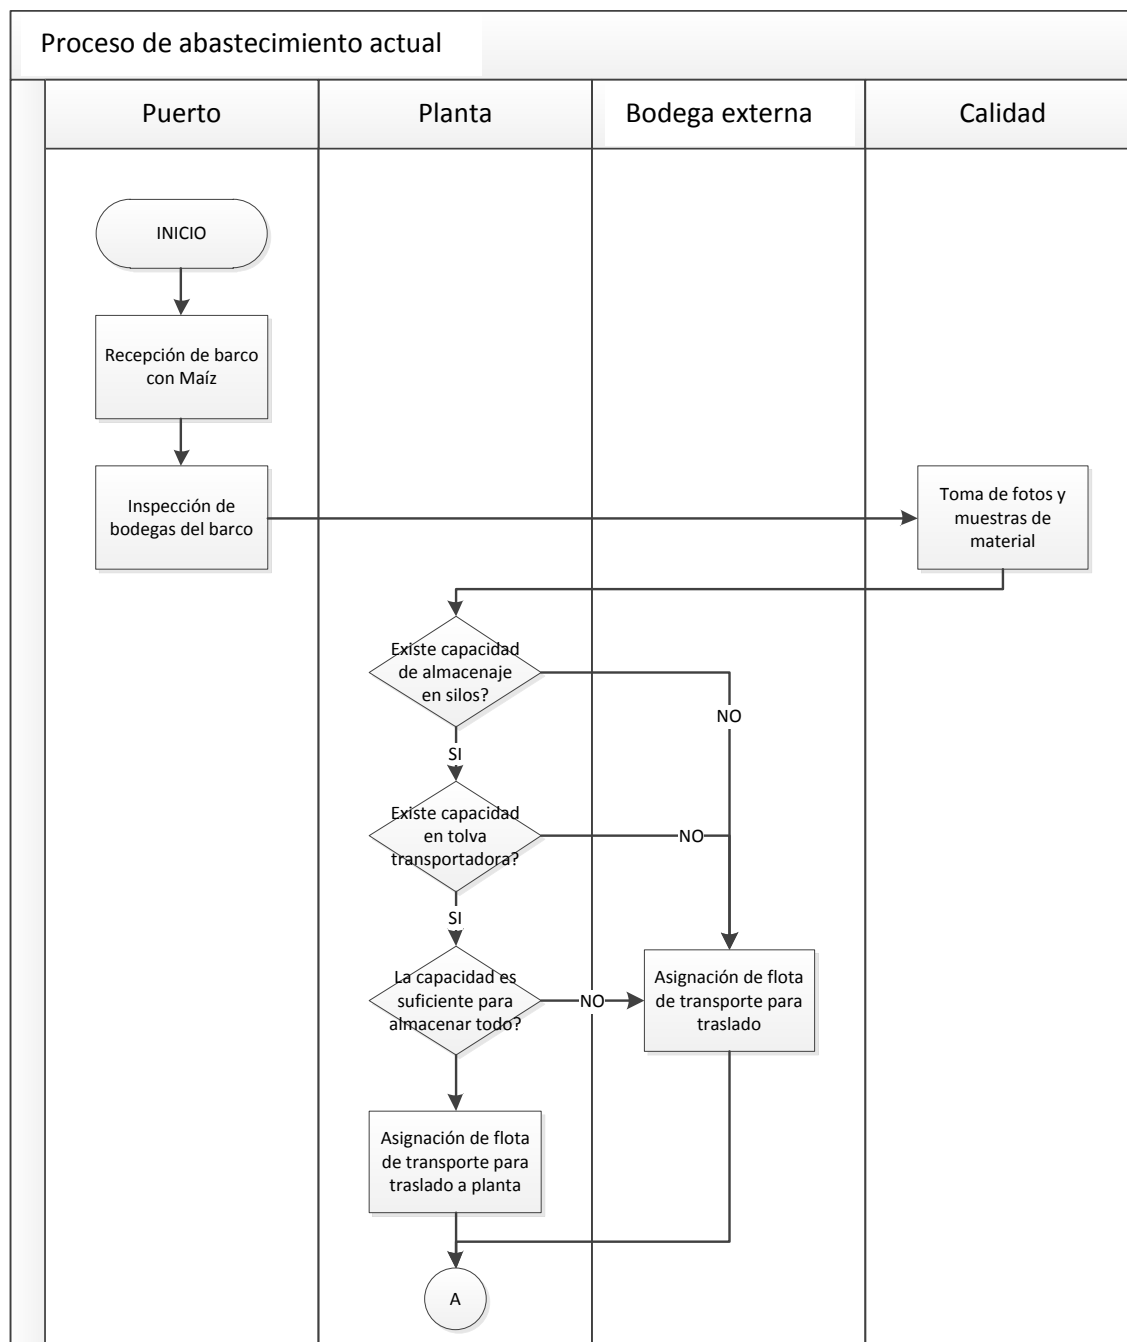 Proceso de abastecimiento actual
Puerto
Planta
Bodega externa
Calidad
INICIO
Recepción de barco
con Maíz
Inspección de
bodegas del barco
Toma de fotos y
muestras de
material
Existe capacidad
de almacenaje
en silos?
NO
SI
Existe capacidad
en tolva
transportadora?
NO
SI
La capacidad es
suficiente para
almacenar todo?
NO
Asignación de flota
de transporte para
traslado
Asignación de flota
de transporte para
traslado a planta
A